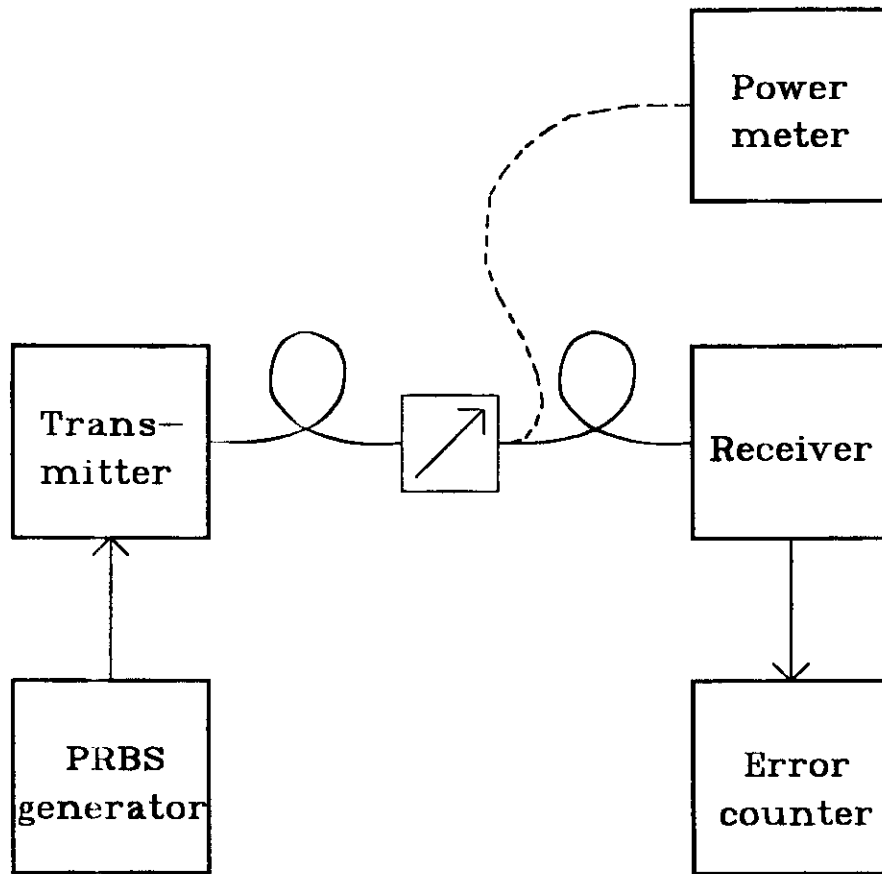 Power
meter
Trans-
mitter
Receiver
PRBS
generator
Error
counter